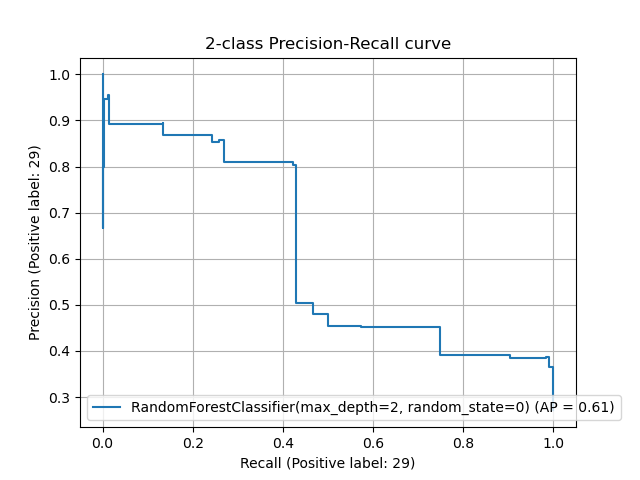 2-class Precision-Recall curve
1.0
0.9
0.8
0.7
0.6
0.5
0.4
0.3
Precision (Positive label: 29)
RandomForestClassifier(max_depth=2, random_state=0) (AP = 0.61)
0.0 0.2 0.4 0.6 0.8 1.0
Recall (Positive label: 29)